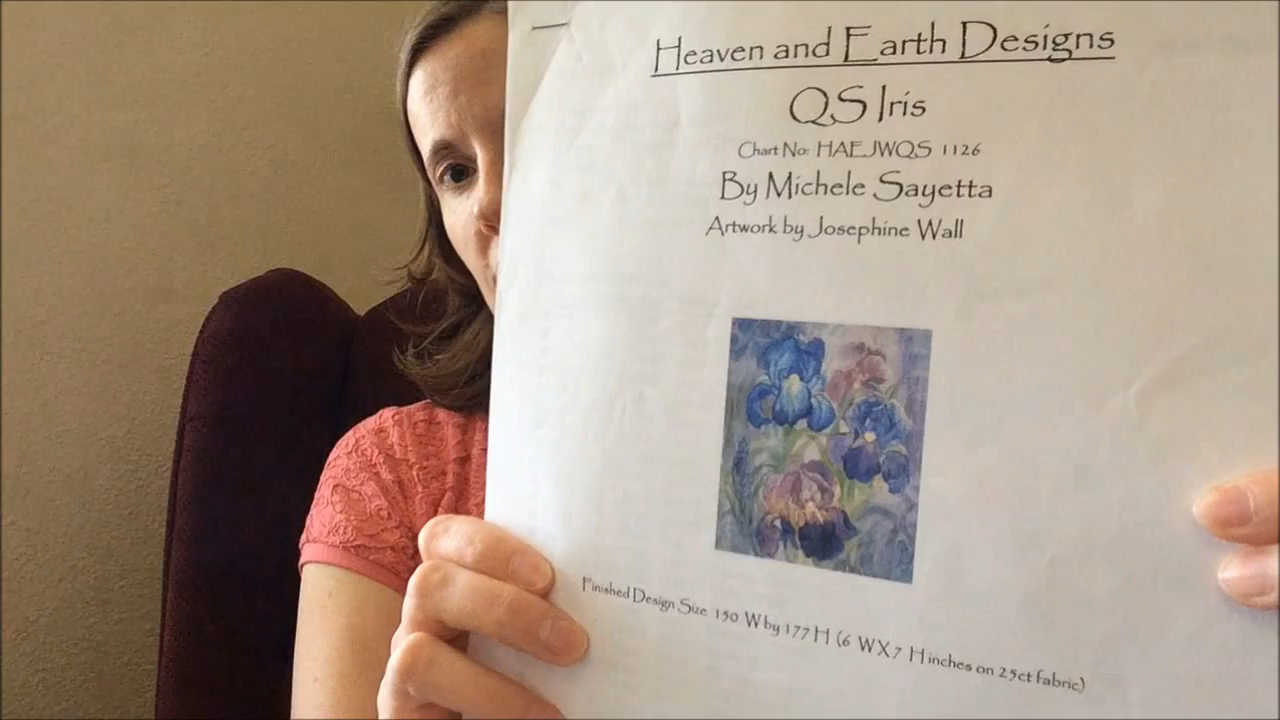 Heaven and Earth Designs
QS Iris
Chart No: HAEJWQS 1126
By Michele Sayetta
Artwork by Josephine Wall
Finished Design Size 150 W by 177 H (6 W X 7 H inches on 25ct fabric)